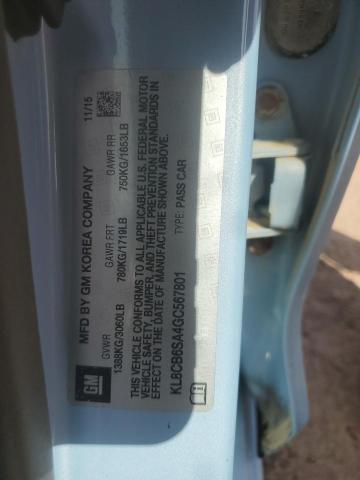 GM
MFD BY GM KOREA COMPANY 11/15
GVWR GAWR FRT GAWR RR
1388KG/3060LB 780KG/1719LB 750KG/1653LB
THIS VEHICLE CONFORMS TO ALL APPLICABLE U.S. FEDERAL MOTOR
VEHICLE SAFETY, BUMPER, AND THEFT PREVENTION STANDARDS IN
EFFECT ON THE DATE OF MANUFACTURE SHOWN ABOVE.
KL8CB6SA4GC567801 TYPE: PASS CAR